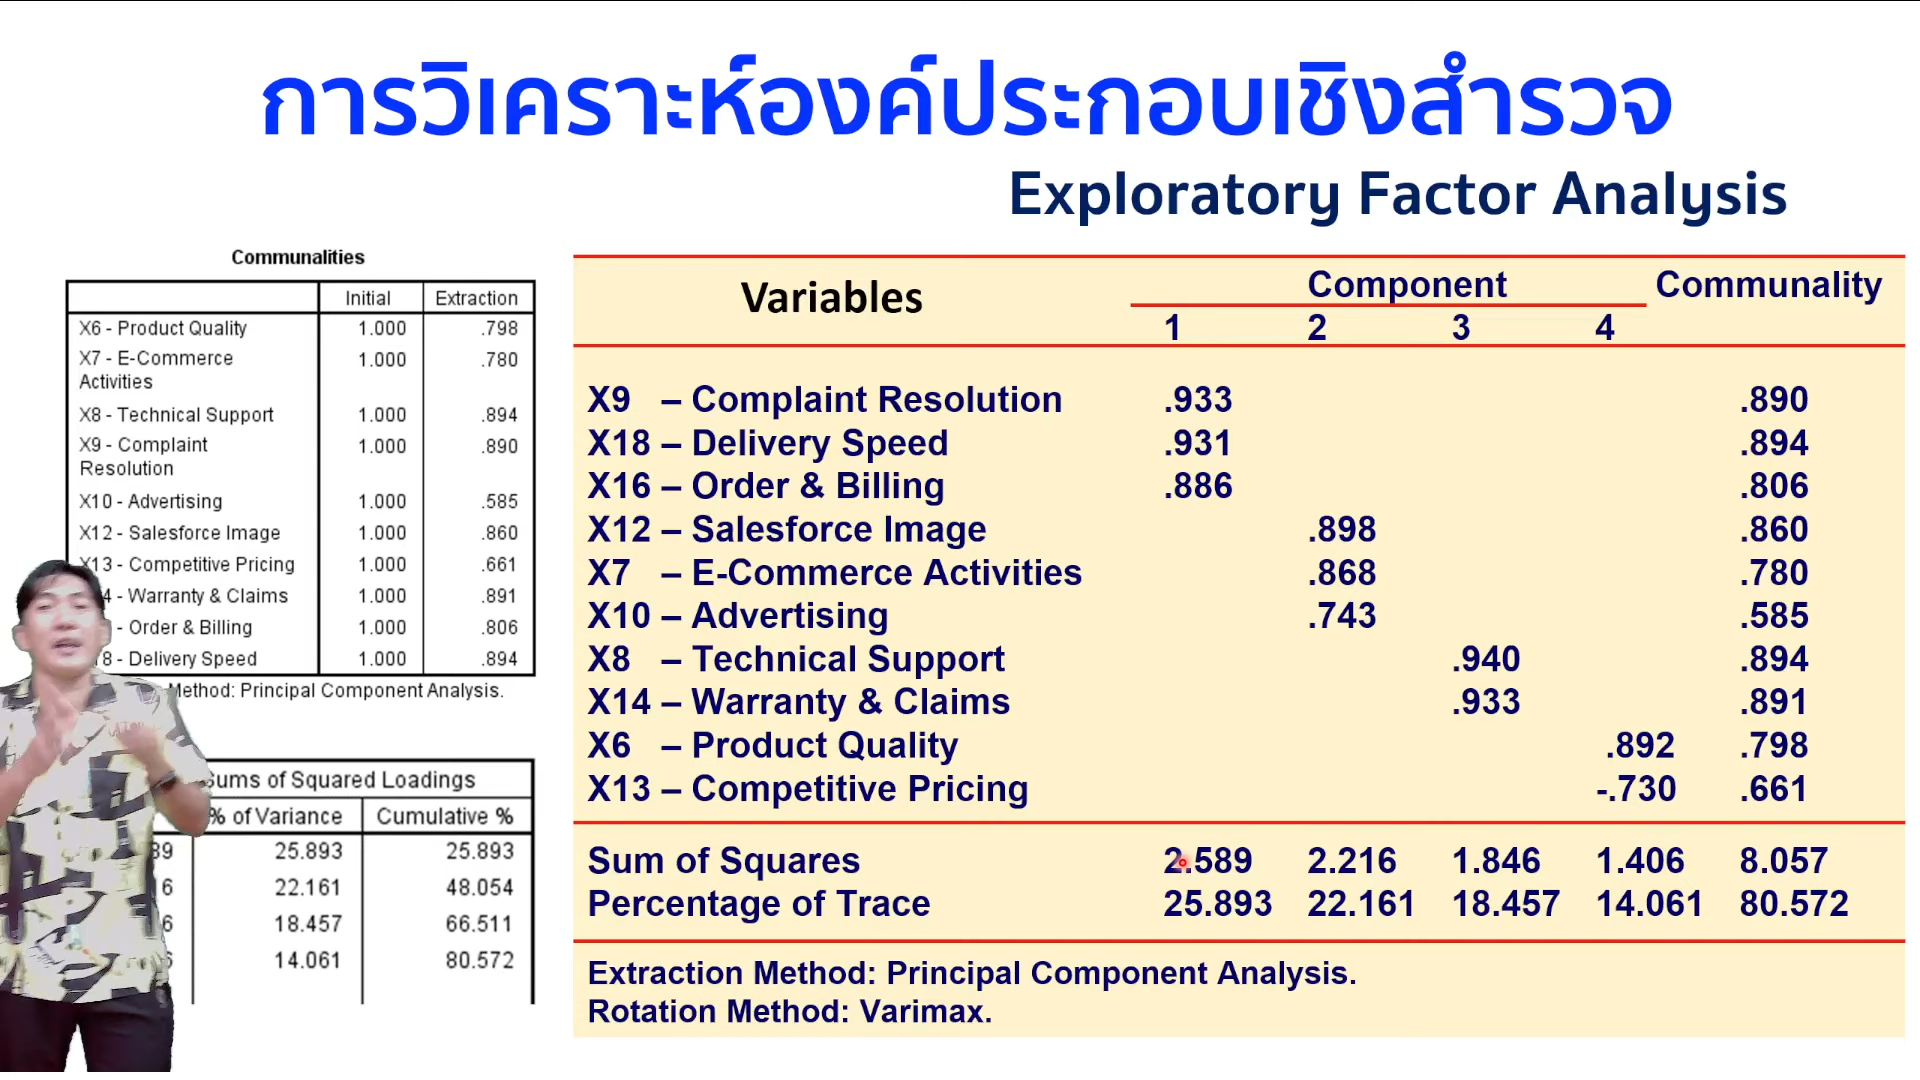 การวิเคราะห์องค์ประกอบเชิงสำรวจ
Exploratory Factor Analysis
Communalities
Initial Extraction
X6 - Product Quality 1.000 .798
X7 - E-Commerce Activities 1.000 .780
X8 - Technical Support 1.000 .894
X9 - Complaint Resolution 1.000 .890
X10 - Advertising 1.000 .585
X12 - Salesforce Image 1.000 .860
X13 - Competitive Pricing 1.000 .661
4 - Warranty & Claims 1.000 .891
- Order & Billing 1.000 .806
8 - Delivery Speed 1.000 .894
Method: Principal Component Analysis.
Sums of Squared Loadings
% of Variance Cumulative %
39 25.893 25.893
6 22.161 48.054
6 18.457 66.511
6 14.061 80.572
Variables Component Communality
1 2 3 4
X9 – Complaint Resolution .933 .890
X18 – Delivery Speed .931 .894
X16 – Order & Billing .886 .806
X12 – Salesforce Image .898 .860
X7 – E-Commerce Activities .868 .780
X10 – Advertising .743 .585
X8 – Technical Support .940 .894
X14 – Warranty & Claims .933 .891
X6 – Product Quality .892 .798
X13 – Competitive Pricing -.730 .661
Sum of Squares 2.589 2.216 1.846 1.406 8.057
Percentage of Trace 25.893 22.161 18.457 14.061 80.572
Extraction Method: Principal Component Analysis.
Rotation Method: Varimax.